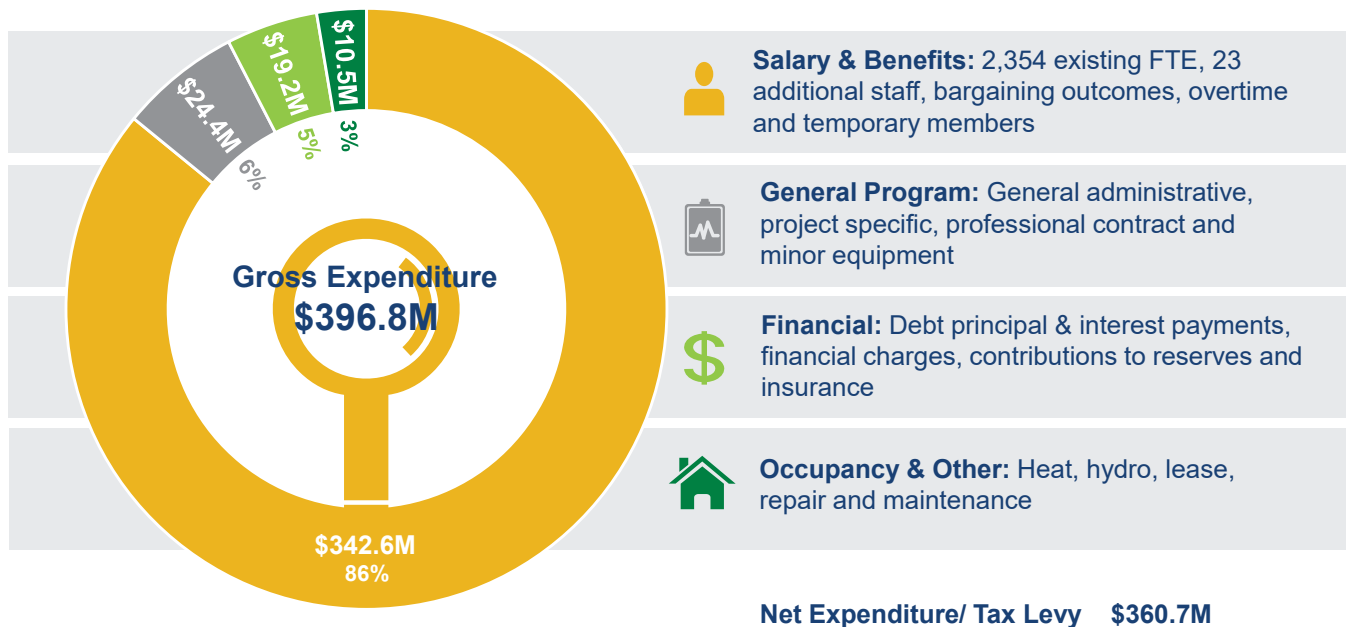 $10.5M
3%
$19.2M
5%
$24.4M
6%
Gross Expenditure
$396.8M
$342.6M
86%
Salary & Benefits: 2,354 existing FTE, 23
additional staff, bargaining outcomes, overtime
and temporary members
General Program: General administrative,
project specific, professional contract and
minor equipment
$
Financial: Debt principal & interest payments,
financial charges, contributions to reserves and
insurance
Occupancy & Other: Heat, hydro, lease,
repair and maintenance
Net Expenditure/ Tax Levy $360.7M